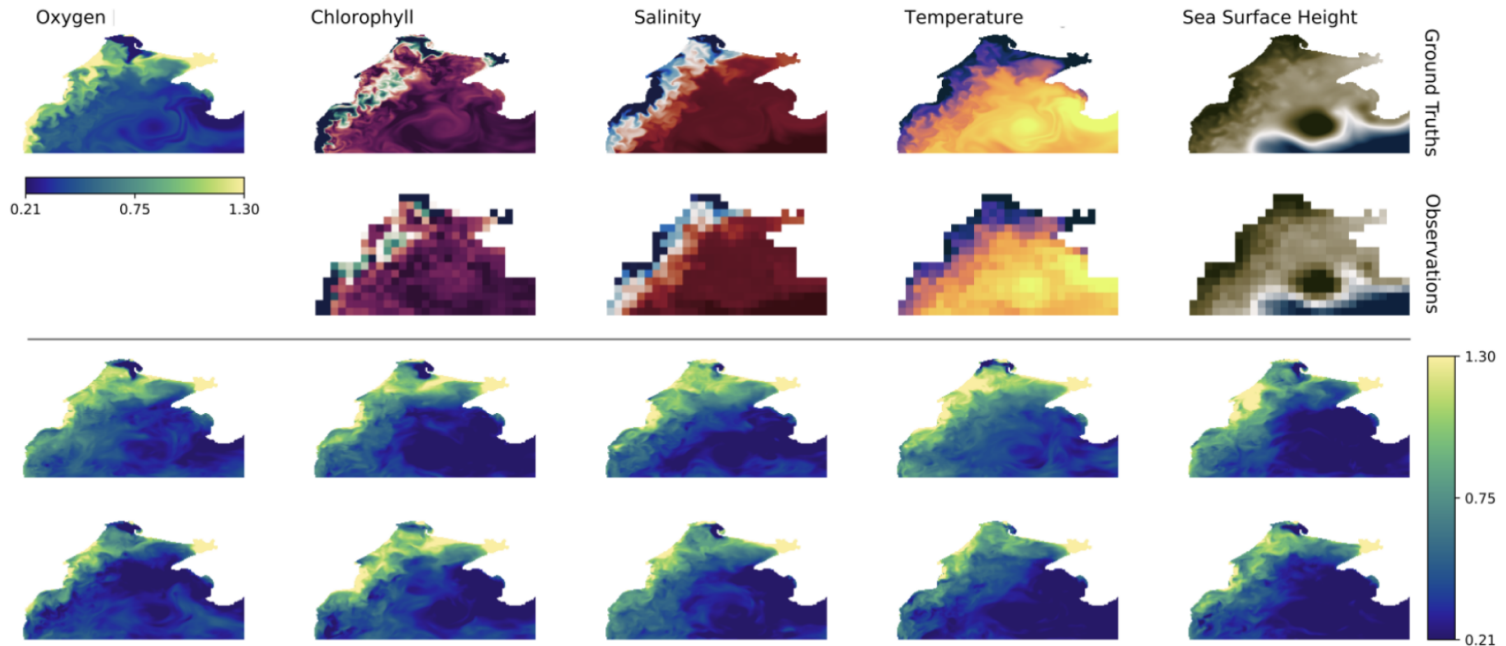 Oxygen
Chlorophyll
Salinity
Temperature
Sea Surface Height
Ground Truths
0.21
0.75
1.30
Observations
1.30
0.75
0.21